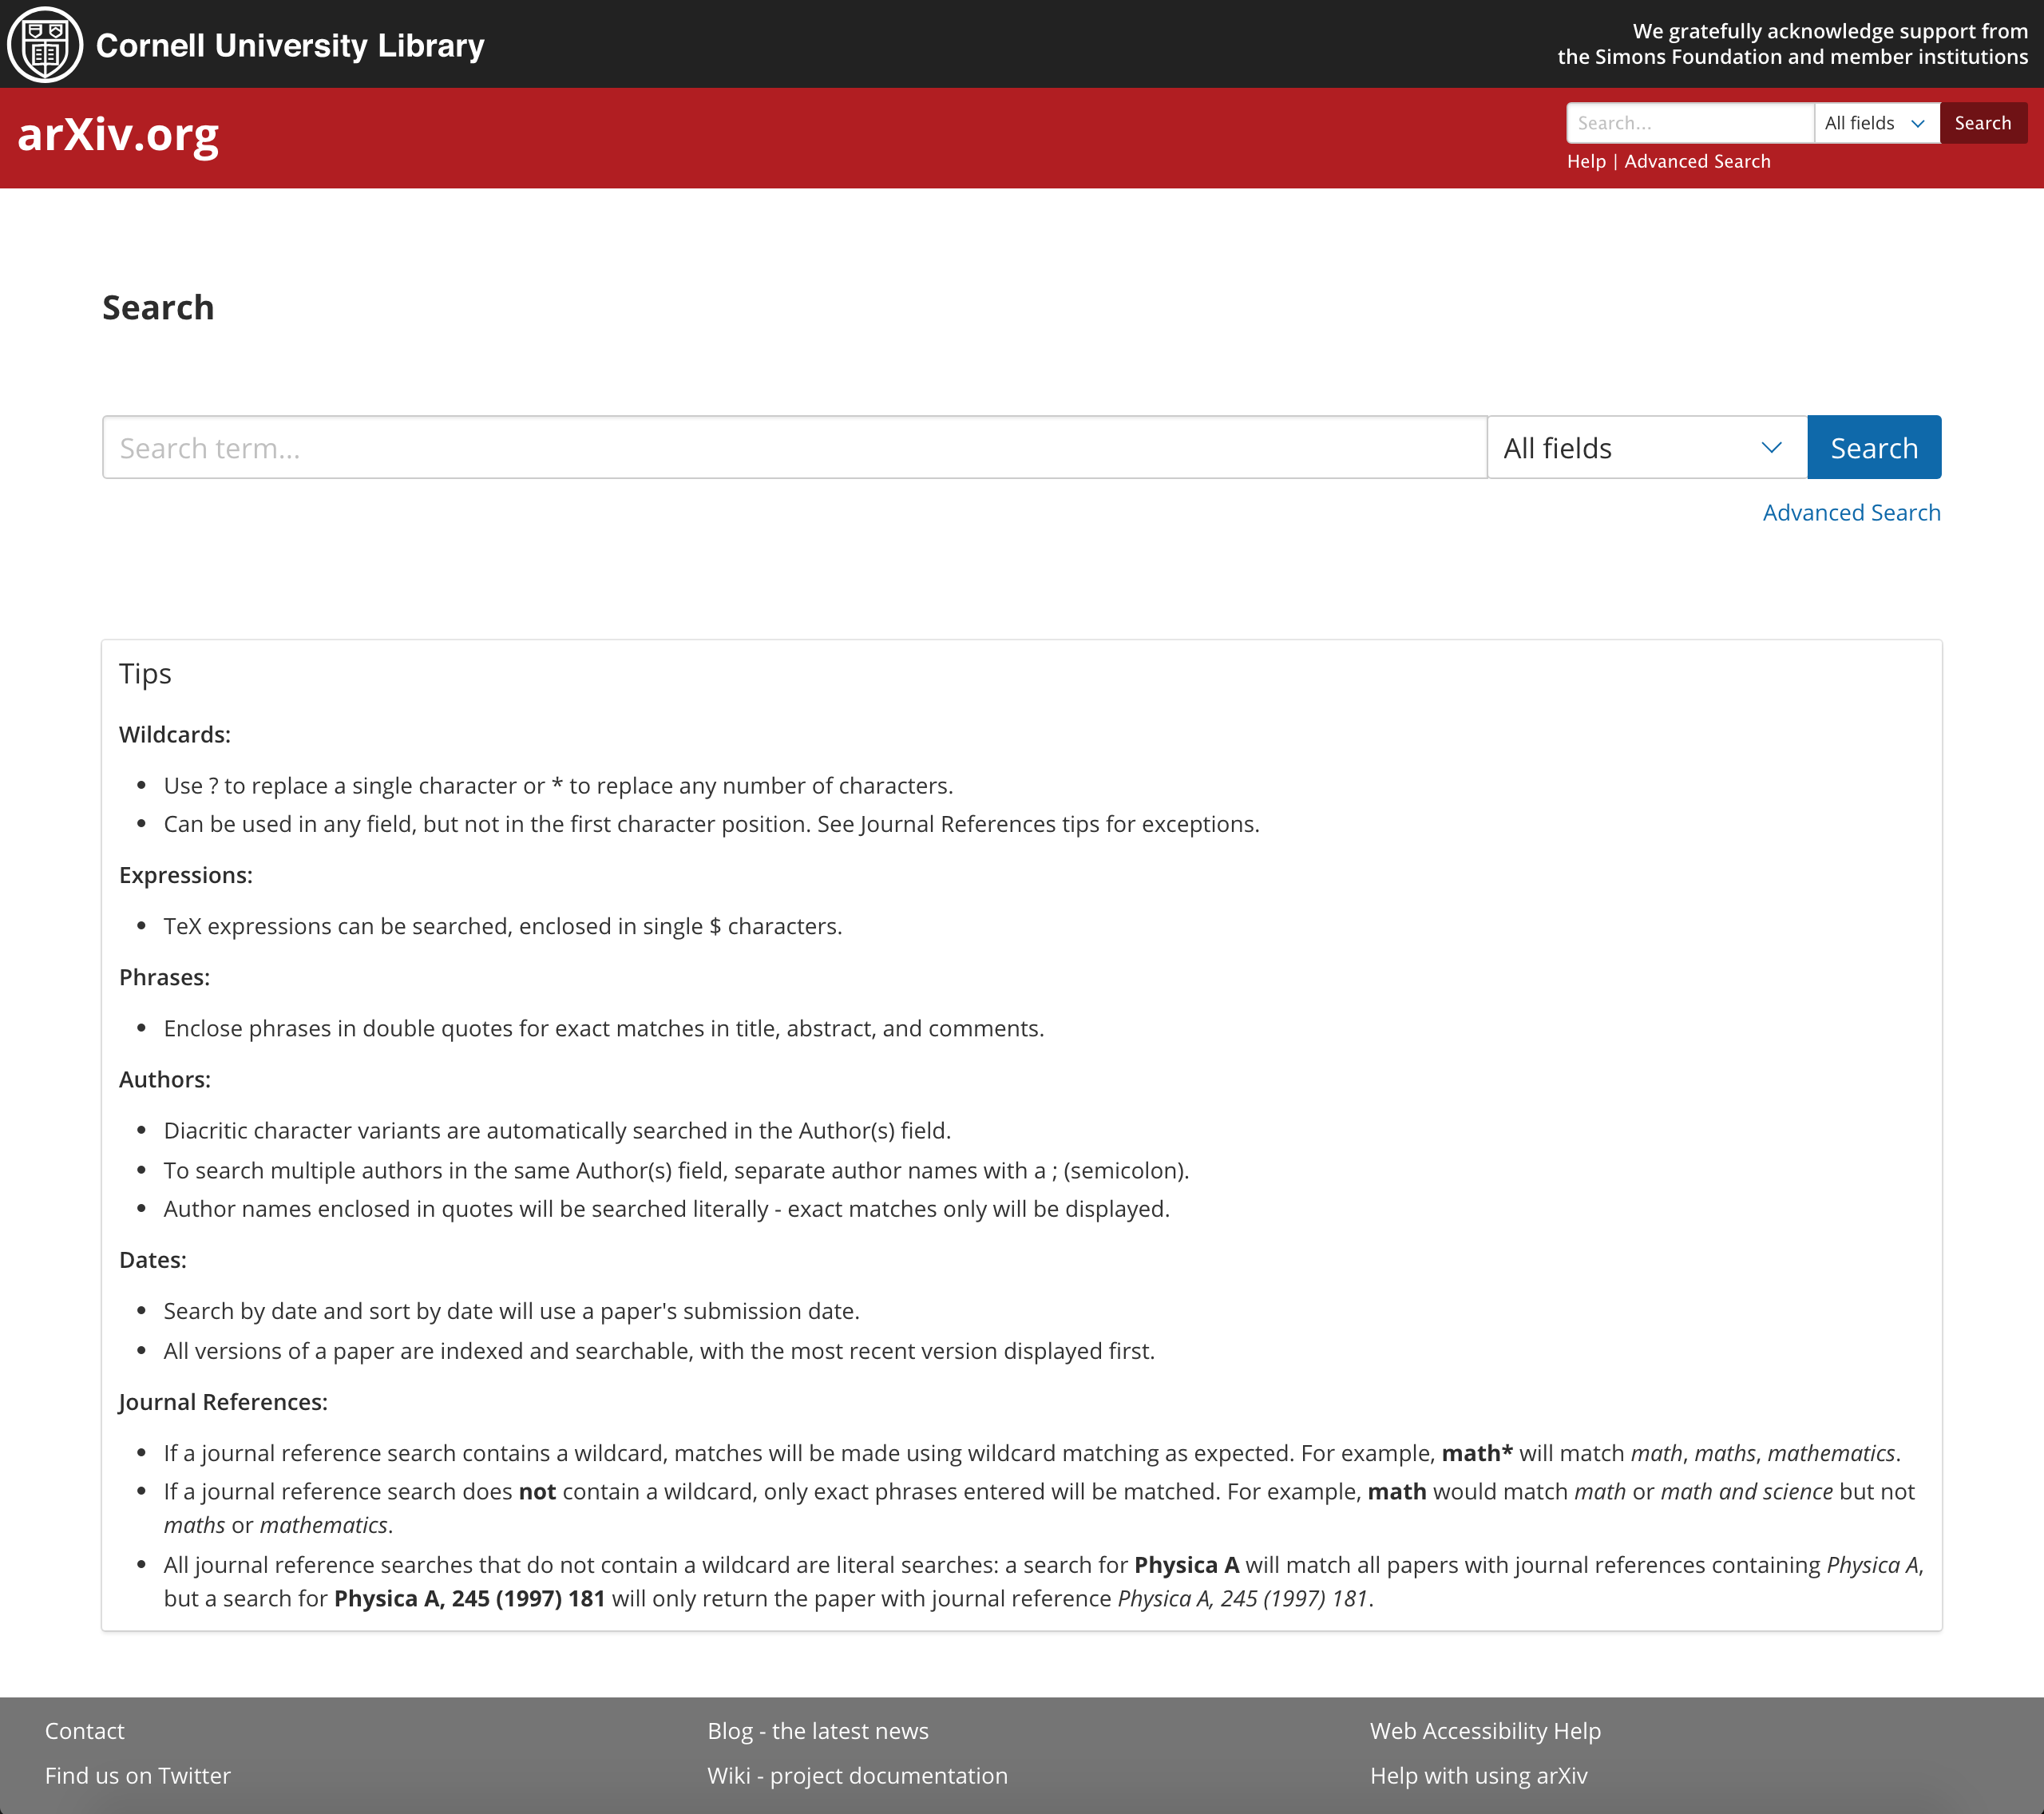 Cornell University Library
We gratefully acknowledge support from
the Simons Foundation and member institutions
arXiv.org
Search...
All fields
Search
Help | Advanced Search
Search
Search term...
All fields
Search
Advanced Search
Tips
Wildcards:
Use ? to replace a single character or * to replace any number of characters.
Can be used in any field, but not in the first character position. See Journal References tips for exceptions.
Expressions:
TeX expressions can be searched, enclosed in single $ characters.
Phrases:
Enclose phrases in double quotes for exact matches in title, abstract, and comments.
Authors:
Diacritic character variants are automatically searched in the Author(s) field.
To search multiple authors in the same Author(s) field, separate author names with a ; (semicolon).
Author names enclosed in quotes will be searched literally - exact matches only will be displayed.
Dates:
Search by date and sort by date will use a paper's submission date.
All versions of a paper are indexed and searchable, with the most recent version displayed first.
Journal References:
If a journal reference search contains a wildcard, matches will be made using wildcard matching as expected. For example, math* will match math, maths, mathematics.
If a journal reference search does not contain a wildcard, only exact phrases entered will be matched. For example, math would match math or math and science but not
maths or mathematics.
All journal reference searches that do not contain a wildcard are literal searches: a search for Physica A will match all papers with journal references containing Physica A,
but a search for Physica A, 245 (1997) 181 will only return the paper with journal reference Physica A, 245 (1997) 181.
Contact
Find us on Twitter
Blog - the latest news
Wiki - project documentation
Web Accessibility Help
Help with using arXiv